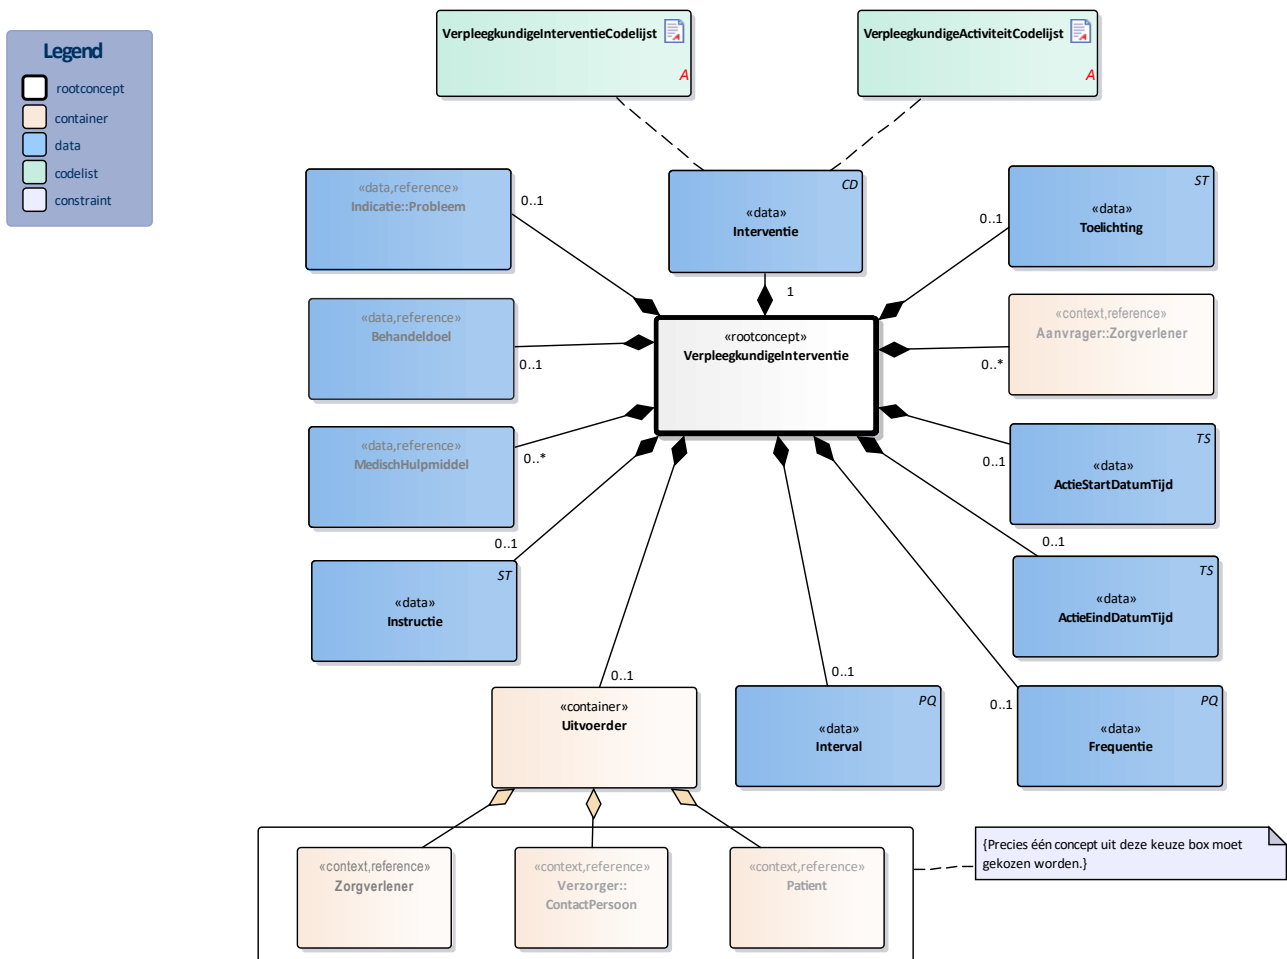 Legend
rootconcept
container
data
codelist
constraint
VerpleegkundigeInterventieCodelijst
A
VerpleegkundigeActiviteitCodelijst
A
«data,reference»
Indicatie::Probleem
0..1
CD
«data»
Interventie
1
ST
«data»
Toelichting
0..1
«data,reference»
Behandeldoel
0..1
«rootconcept»
VerpleegkundigeInterventie
«context,reference»
Aanvrager::Zorgverlener
0..*
«data,reference»
MedischHulpmiddel
0..*
TS
«data»
ActieStartDatumTijd
0..1
0..1
ST
«data»
Instructie
0..1
TS
«data»
ActieEindDatumTijd
0..1
«container»
Uitvoerder
0..1
PQ
«data»
Interval
0..1
PQ
«data»
Frequentie
«context,reference»
Zorgverlener
«context,reference»
Verzorger::
ContactPersoon
«context,reference»
Patient
{Precies één concept uit deze keuze box moet
gekozen worden.}